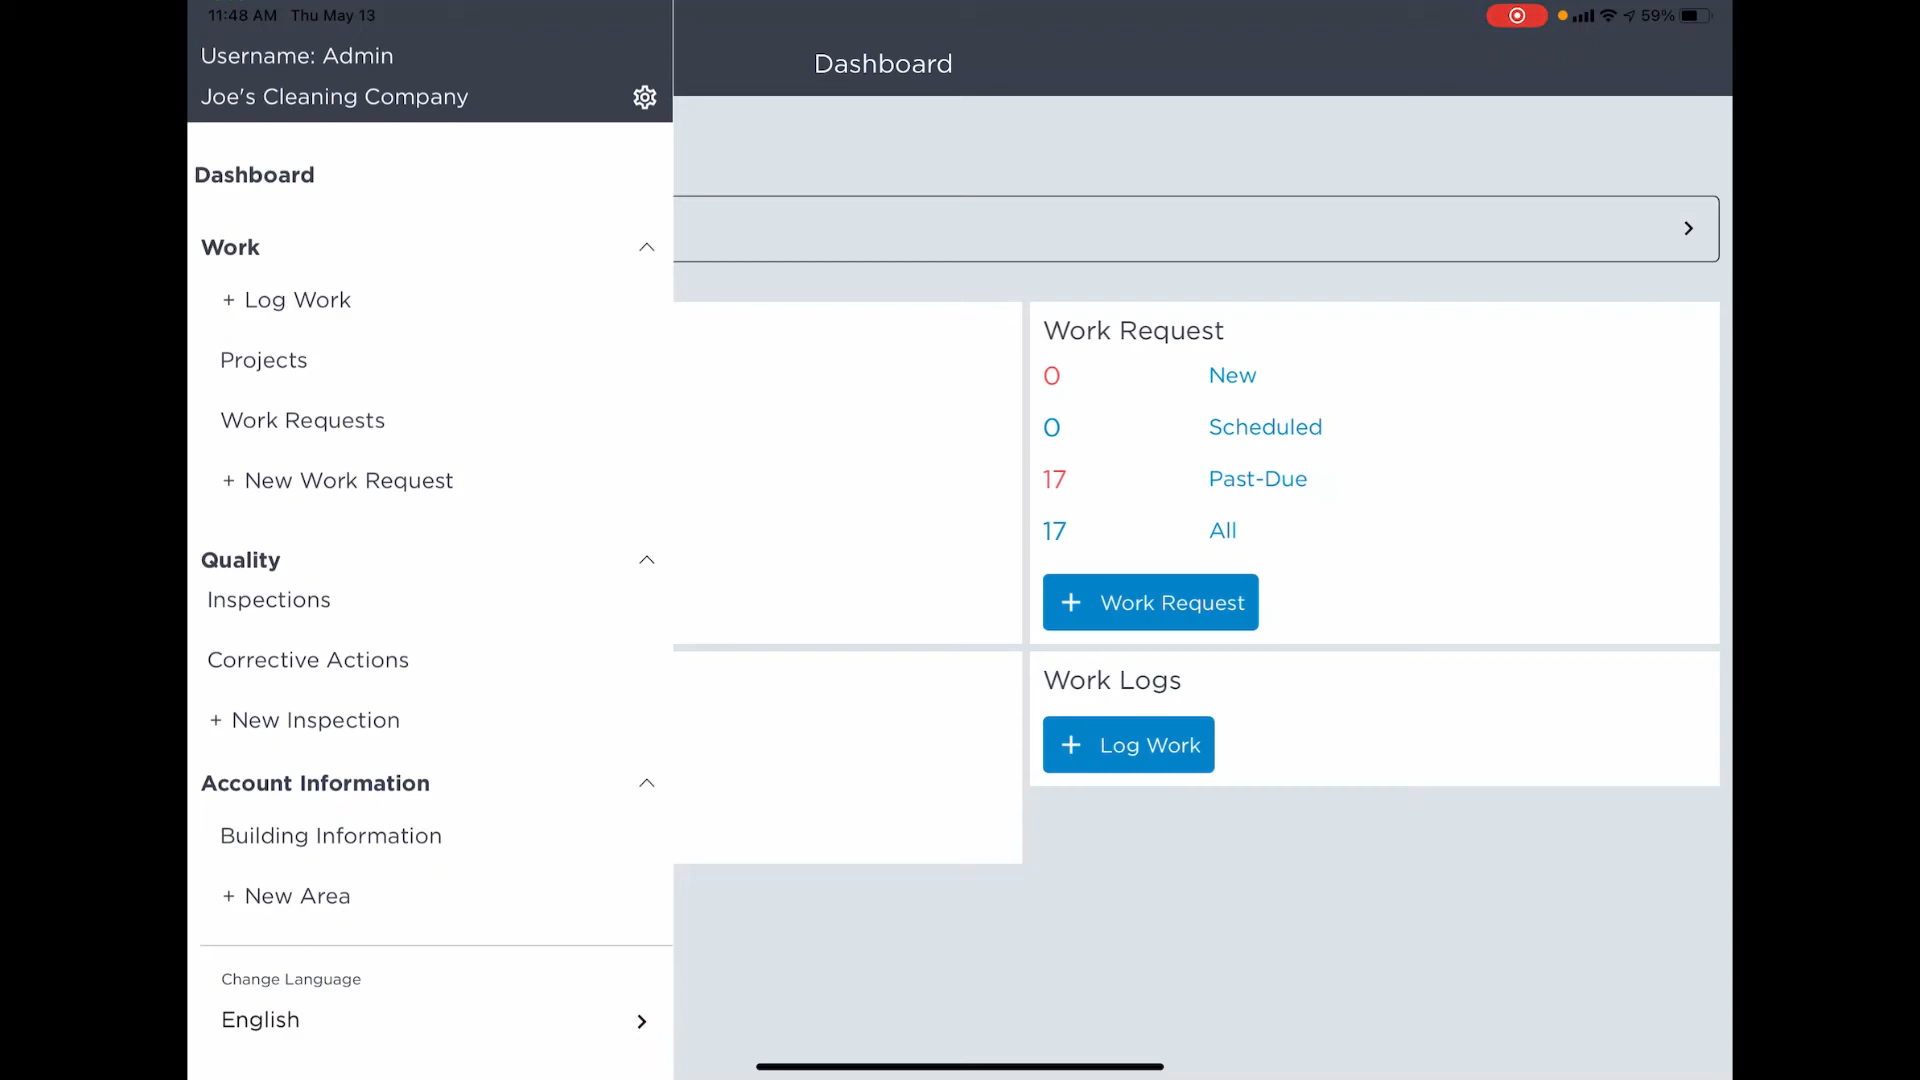 11:48 AM Thu May 13
59%
Username: Admin
Joe's Cleaning Company
Dashboard
Dashboard
Work
+ Log Work
Projects
Work Requests
+ New Work Request
Quality
Inspections
Corrective Actions
+ New Inspection
Account Information
Building Information
+ New Area
Change Language
English
Work Request
0 New
0 Scheduled
17 Past-Due
17 All
+ Work Request
Work Logs
+ Log Work